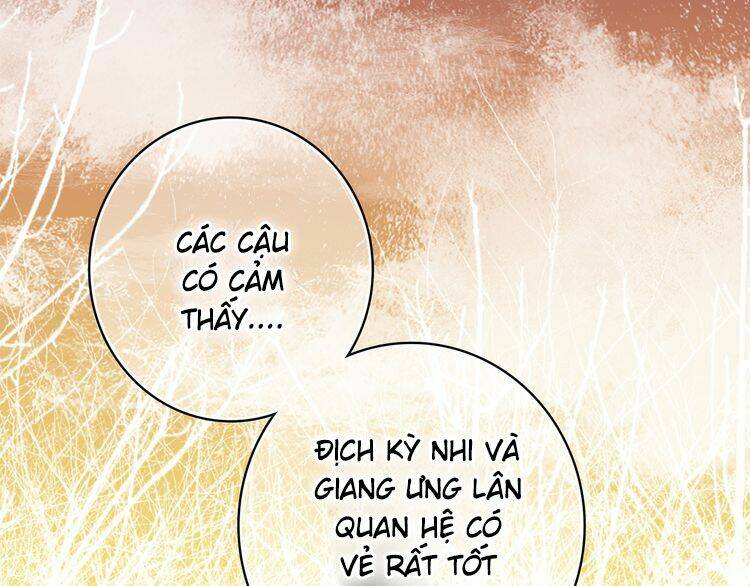 CÁC CẬU
CÓ CẢM
THẤY....
ĐỊCH KỲ NHI VÀ
GIANG ƯNG LÂN
QUAN HỆ CÓ
VẺ RẤT TỐT